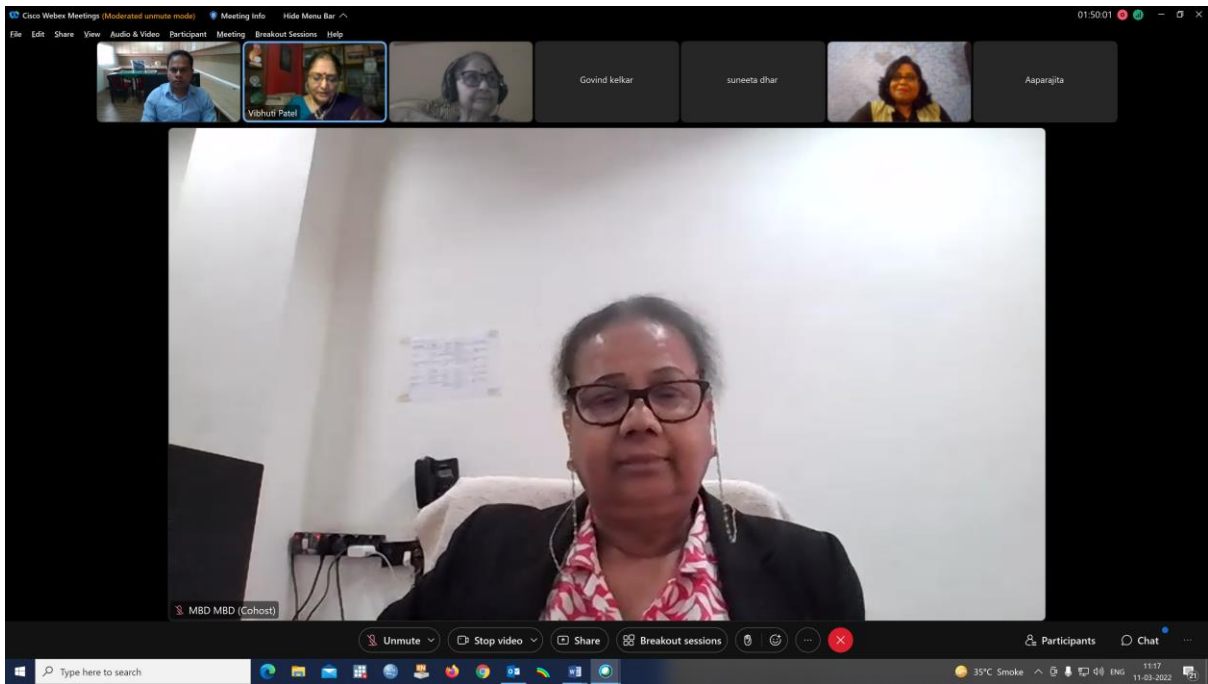 Cisco Webex Meetings (Moderated unmute mode) Meeting Info Hide Menu Bar
01:50:01
File Edit Share View Audio & Video Participant Meeting Breakout Sessions Help
Vibhuti Patel
Govind kelkar
suneeta dhar
Aaparajita
MBD MBD (Cohost)
Unmute Stop video Share Breakout sessions
Participants Chat
Type here to search
35°C Smoke ENG
11:17
11-03-2022
21